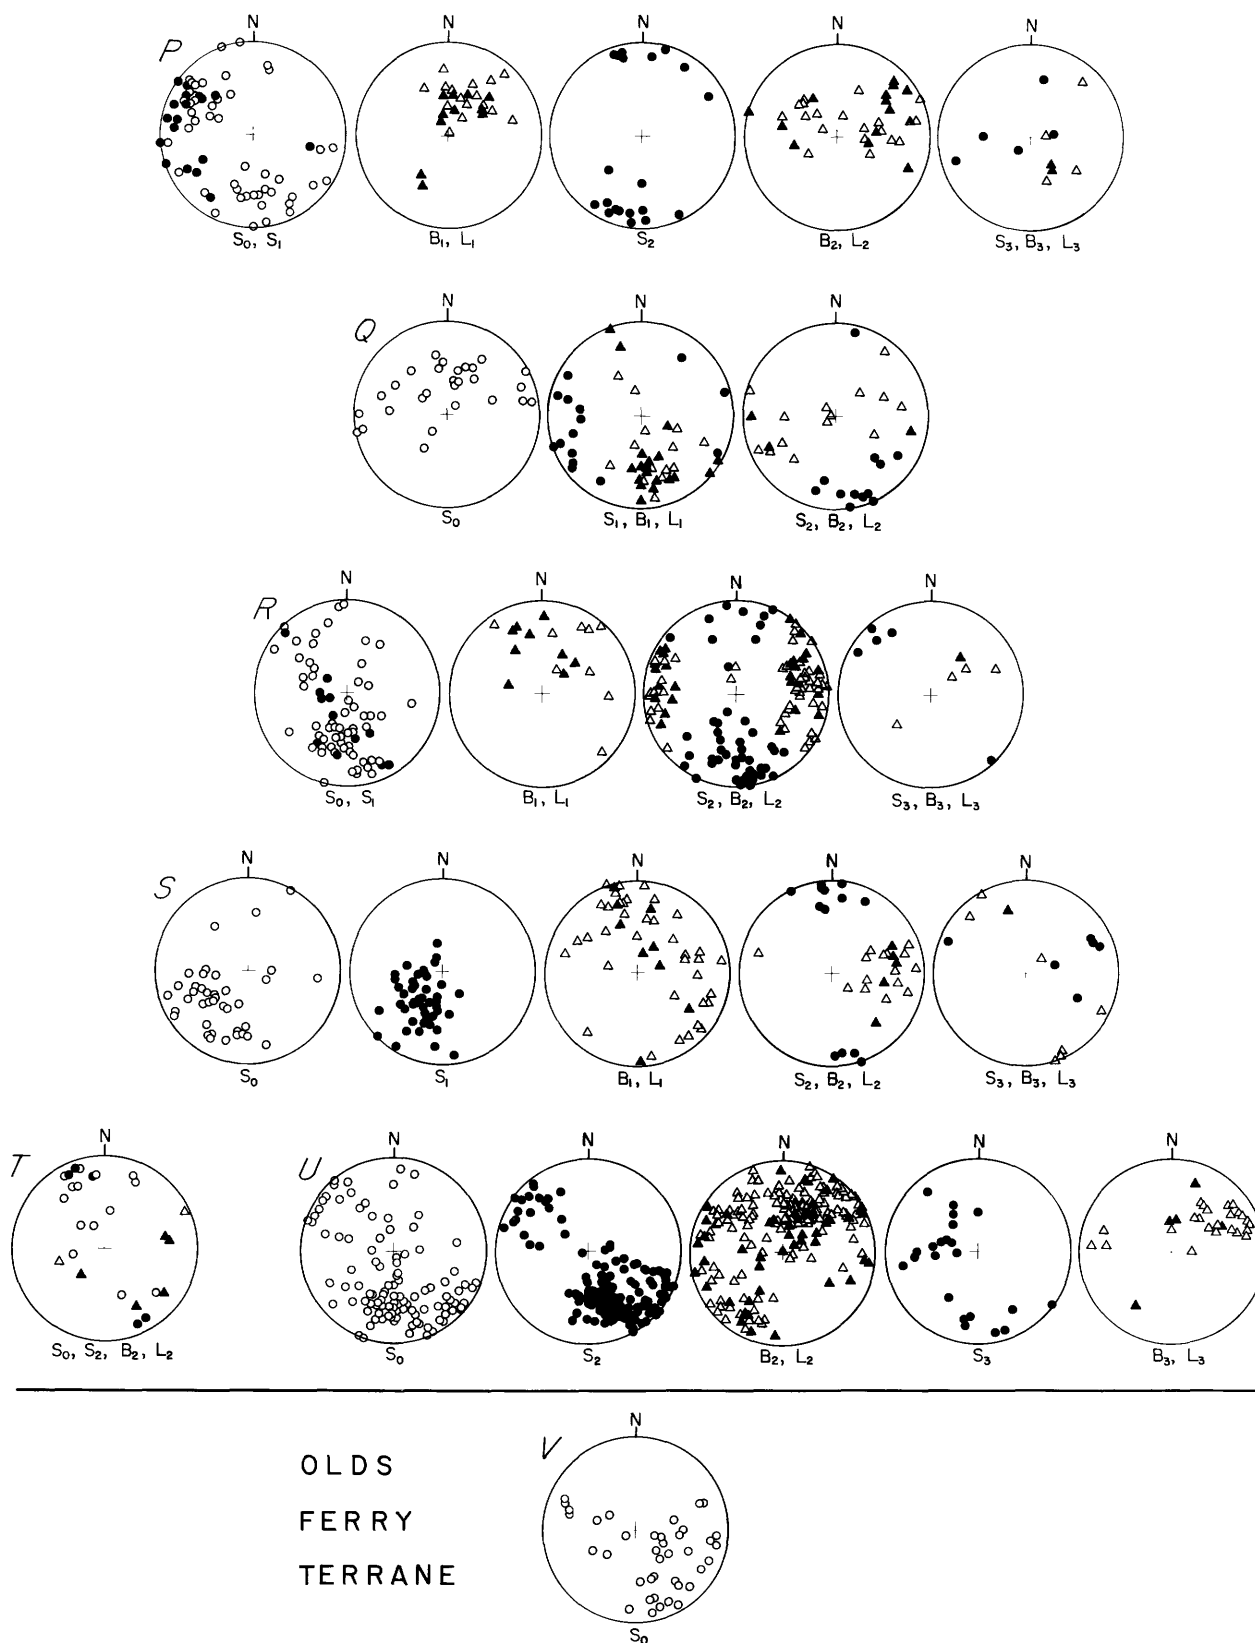 N N N N N
P
S₀, S₁ B₁, L₁ S₂ B₂, L₂ S₃, B₃, L₃
N N N
Q
S₀ S₁, B₁, L₁ S₂, B₂, L₂
N N N N
R
S₀, S₁ B₁, L₁ S₂, B₂, L₂ S₃, B₃, L₃
N N N N N
S
S₀ S₁ B₁, L₁ S₂, B₂, L₂ S₃, B₃, L₃
N N N N N N
T U
S₀, S₂, B₂, L₂ S₀ S₂ B₂, L₂ S₃ B₃, L₃
N
V
OLDS
FERRY
TERRANE
S₀